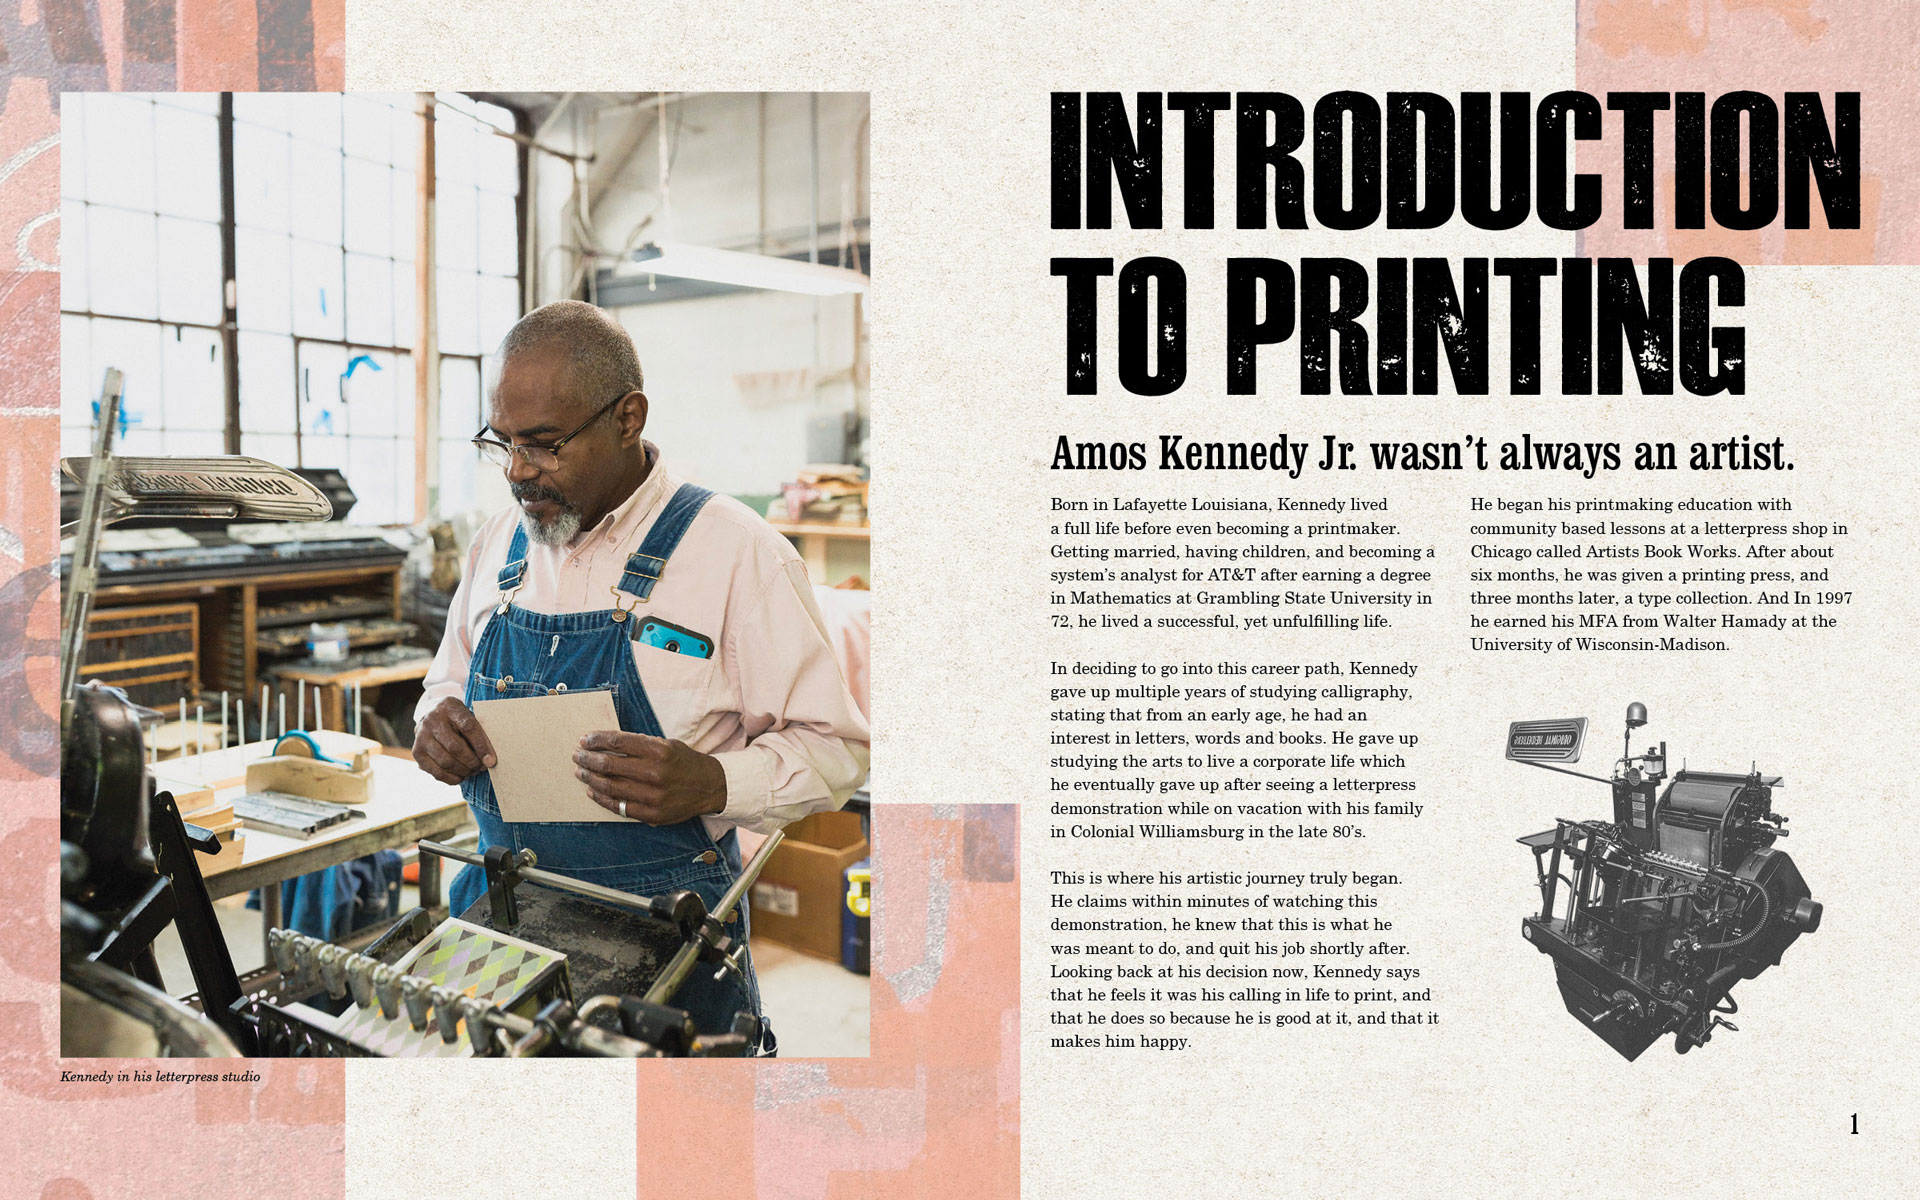 INTRODUCTION
TO PRINTING
Amos Kennedy Jr. wasn’t always an artist.
Born in Lafayette Louisiana, Kennedy lived
a full life before even becoming a printmaker.
Getting married, having children, and becoming a
system’s analyst for AT&T after earning a degree
in Mathematics at Grambling State University in
72, he lived a successful, yet unfulfilling life.
In deciding to go into this career path, Kennedy
gave up multiple years of studying calligraphy,
stating that from an early age, he had an
interest in letters, words and books. He gave up
studying the arts to live a corporate life which
he eventually gave up after seeing a letterpress
demonstration while on vacation with his family
in Colonial Williamsburg in the late 80’s.
This is where his artistic journey truly began.
He claims within minutes of watching this
demonstration, he knew that this is what he
was meant to do, and quit his job shortly after.
Looking back at his decision now, Kennedy says
that he feels it was his calling in life to print, and
that he does so because he is good at it, and that it
makes him happy.
He began his printmaking education with
community based lessons at a letterpress shop in
Chicago called Artists Book Works. After about
six months, he was given a printing press, and
three months later, a type collection. And In 1997
he earned his MFA from Walter Hamady at the
University of Wisconsin-Madison.
ORIGINAL HEIDELBERG
Kennedy in his letterpress studio
1